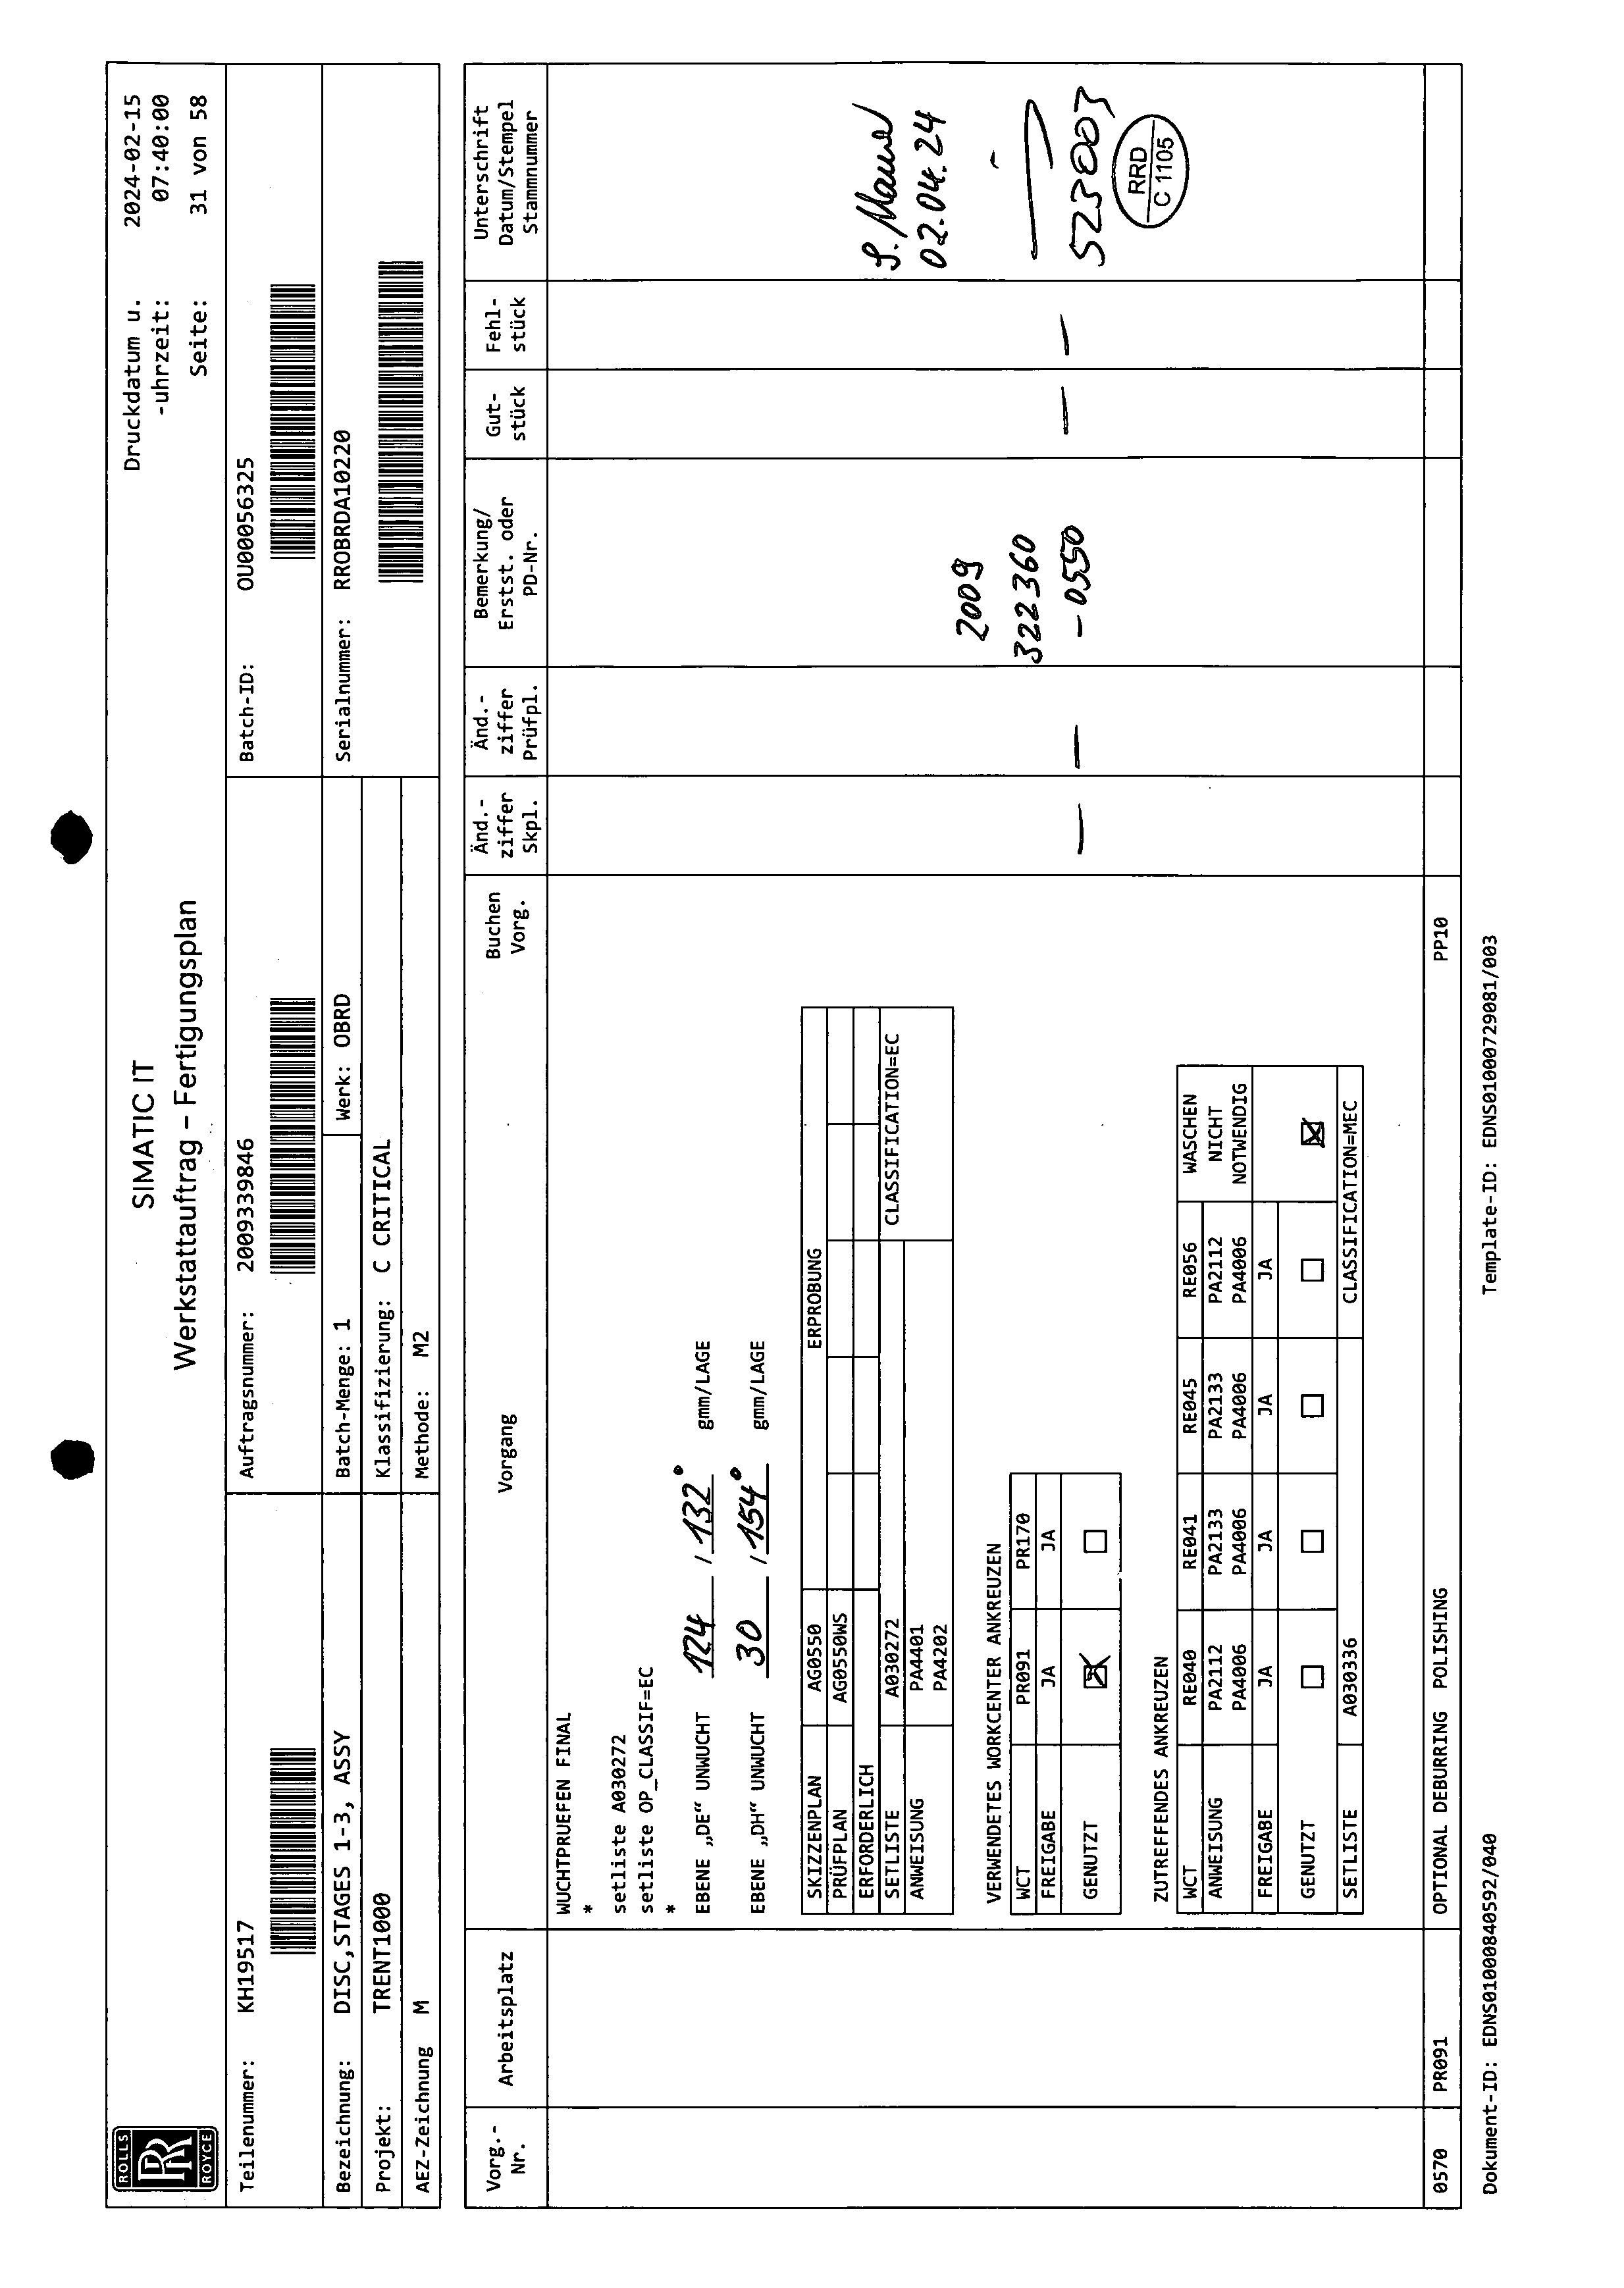 ROLLS
RR
ROYCE
SIMATIC IT
Werkstattauftrag – Fertigungsplan
Druckdatum u. 2024-02-15
-uhrzeit: 07:40:00
Seite: 31 von 58
Teilenummer: KH19517
Auftragsnummer: 2009339846
Batch-ID: OU00056325
Bezeichnung: DISC,STAGES 1-3, ASSY
Batch-Menge: 1
Werk: OBRD
Serialnummer: RROBRDA10220
Projekt: TRENT1000
Klassifizierung: C CRITICAL
AEZ-Zeichnung M
Methode: M2
Vorg.-
Nr.
Arbeitsplatz
Vorgang
Buchen
Vorg.
Änd.-
ziffer
Skpl.
Änd.-
ziffer
Prüfpl.
Bemerkung/
Erstst. oder
PD-Nr.
Gut-
stück
Fehl-
stück
Unterschrift
Datum/Stempel
Stammnummer
WUCHTPRUEFEN FINAL
*
setliste A030272
setliste OP_CLASSIF=EC
*
EBENE „DE“ UNWUCHT 124 / 132° gmm/LAGE
EBENE „DH“ UNWUCHT 30 / 154° gmm/LAGE
SKIZZENPLAN AG0550 ERPROBUNG
PRÜFPLAN AG0550WS
ERFORDERLICH
SETLISTE A030272 CLASSIFICATION=EC
ANWEISUNG PA4401
PA4202
VERWENDETES WORKCENTER ANKREUZEN
WCT PR091 PR170
FREIGABE JA JA
GENUTZT ☒ ☐
ZUTREFFENDES ANKREUZEN
WCT RE040 RE041 RE045 RE056 WASCHEN
NICHT
NOTWENDIG
ANWEISUNG PA2112 PA2133 PA2133 PA2112
PA4006 PA4006 PA4006 PA4006
FREIGABE JA JA JA JA
GENUTZT ☐ ☐ ☐ ☐ ☒
SETLISTE A030336 CLASSIFICATION=MEC
— —
2009
322360
- 0550
— —
02.04.24
523003
RRD
C 1105
0570 PR091 OPTIONAL DEBURRING POLISHING PP10
Dokument-ID: EDNS01000840592/040
Template-ID: EDNS01000729081/003